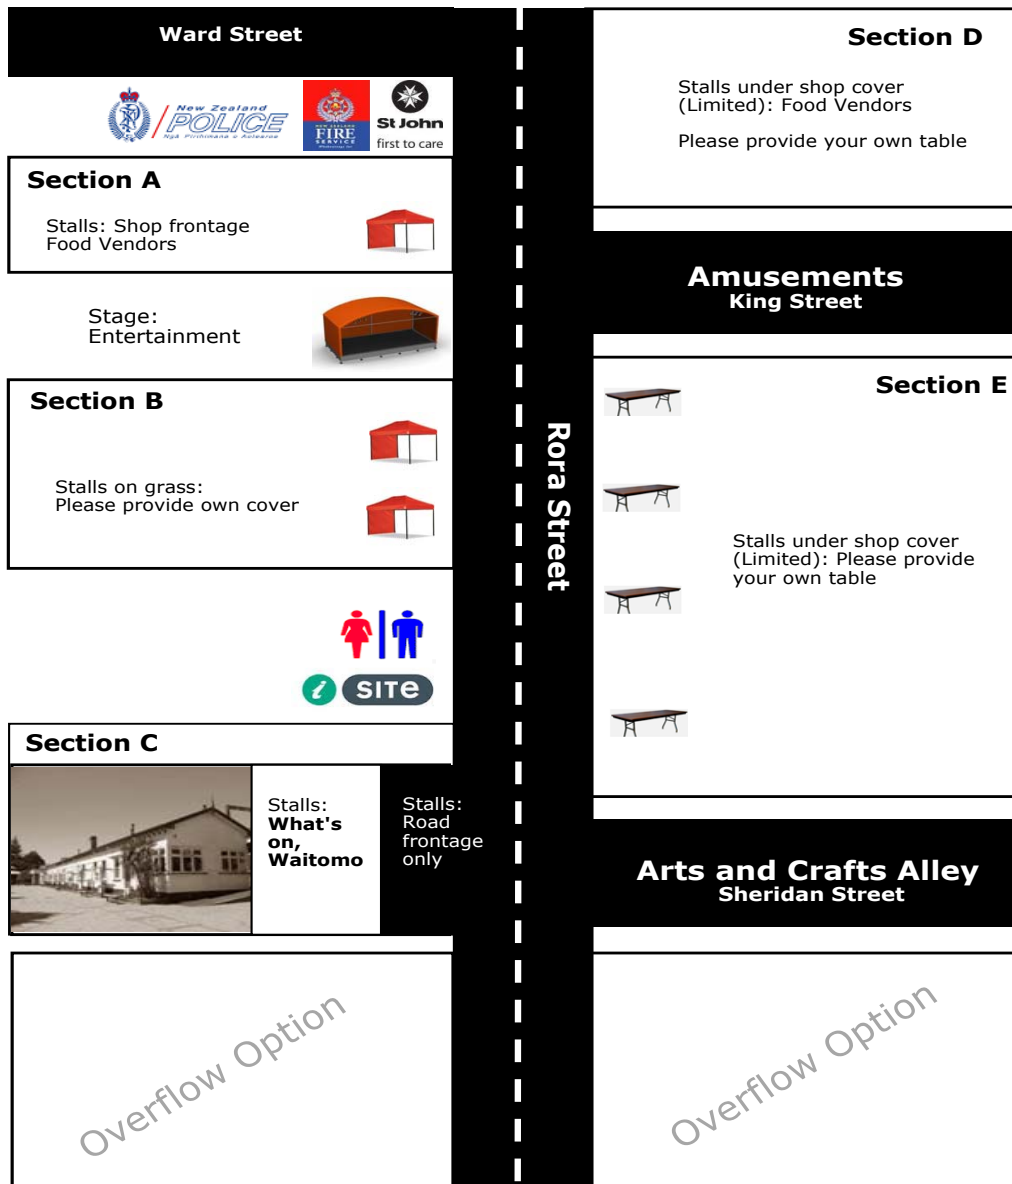 Ward Street
New Zealand
POLICE
Ngā Pirihimana o Aotearoa
NEW ZEALAND
FIRE
SERVICE
St John
first to care
Section A
Stalls: Shop frontage
Food Vendors
Stage:
Entertainment
Section B
Stalls on grass:
Please provide own cover
i SITE
Section C
Stalls:
What's
on,
Waitomo
Stalls:
Road
frontage
only
Overflow Option
Rora Street
Section D
Stalls under shop cover
(Limited): Food Vendors
Please provide your own table
Amusements
King Street
Section E
Stalls under shop cover
(Limited): Please provide
your own table
Arts and Crafts Alley
Sheridan Street
Overflow Option